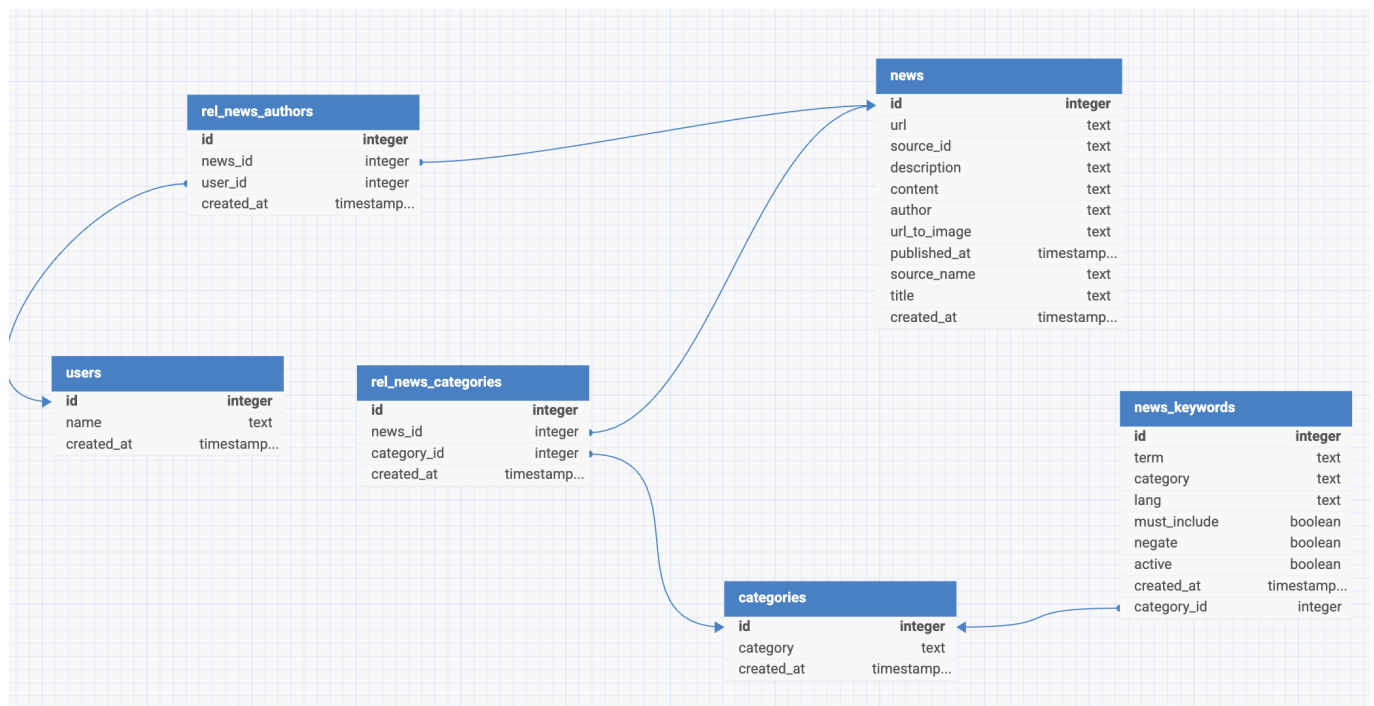 rel_news_authors
id integer
news_id integer
user_id integer
created_at timestamp...
news
id integer
url text
source_id text
description text
content text
author text
url_to_image text
published_at timestamp...
source_name text
title text
created_at timestamp...
users
id integer
name text
created_at timestamp...
rel_news_categories
id integer
news_id integer
category_id integer
created_at timestamp...
news_keywords
id integer
term text
category text
lang text
must_include boolean
negate boolean
active boolean
created_at timestamp...
category_id integer
categories
id integer
category text
created_at timestamp...